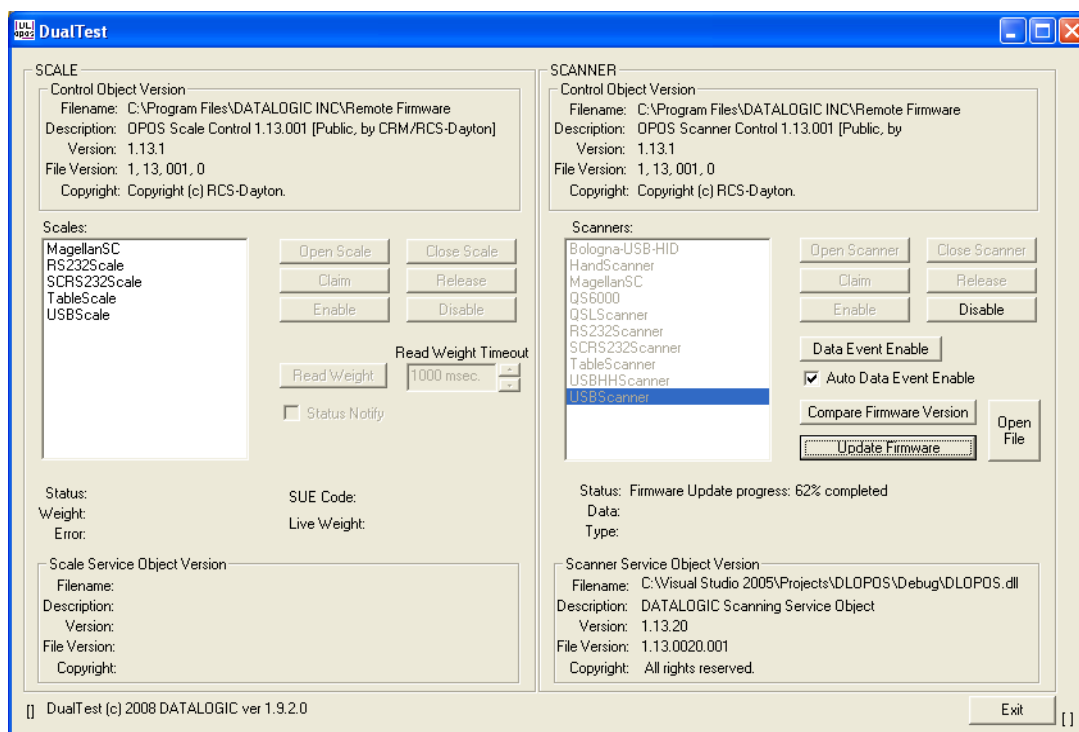 UL
opos
DualTest
SCALE
Control Object Version
Filename: C:\Program Files\DATALOGIC INC\Remote Firmware
Description: OPOS Scale Control 1.13.001 [Public, by CRM/RCS-Dayton]
Version: 1.13.1
File Version: 1, 13, 001, 0
Copyright: Copyright (c) RCS-Dayton.
Scales:
MagellanSC
RS232Scale
SCRS232Scale
TableScale
USBScale
Open Scale
Close Scale
Claim
Release
Enable
Disable
Read Weight Timeout
Read Weight
1000 msec.
Status Notify
Status:
Weight:
Error:
SUE Code:
Live Weight:
Scale Service Object Version
Filename:
Description:
Version:
File Version:
Copyright:
SCANNER
Control Object Version
Filename: C:\Program Files\DATALOGIC INC\Remote Firmware
Description: OPOS Scanner Control 1.13.001 [Public, by
Version: 1.13.1
File Version: 1, 13, 001, 0
Copyright: Copyright (c) RCS-Dayton.
Scanners:
Bologna-USB-HID
HandScanner
MagellanSC
QS6000
QSLScanner
RS232Scanner
SCRS232Scanner
TableScanner
USBHHScanner
USBScanner
Open Scanner
Close Scanner
Claim
Release
Enable
Disable
Data Event Enable
Auto Data Event Enable
Compare Firmware Version
Update Firmware
Open
File
Status: Firmware Update progress: 62% completed
Data:
Type:
Scanner Service Object Version
Filename: C:\Visual Studio 2005\Projects\DLOPOS\Debug\DLOPOS.dll
Description: DATALOGIC Scanning Service Object
Version: 1.13.20
File Version: 1.13.0020.001
Copyright: All rights reserved.
[] DualTest (c) 2008 DATALOGIC ver 1.9.2.0
Exit
[ ]